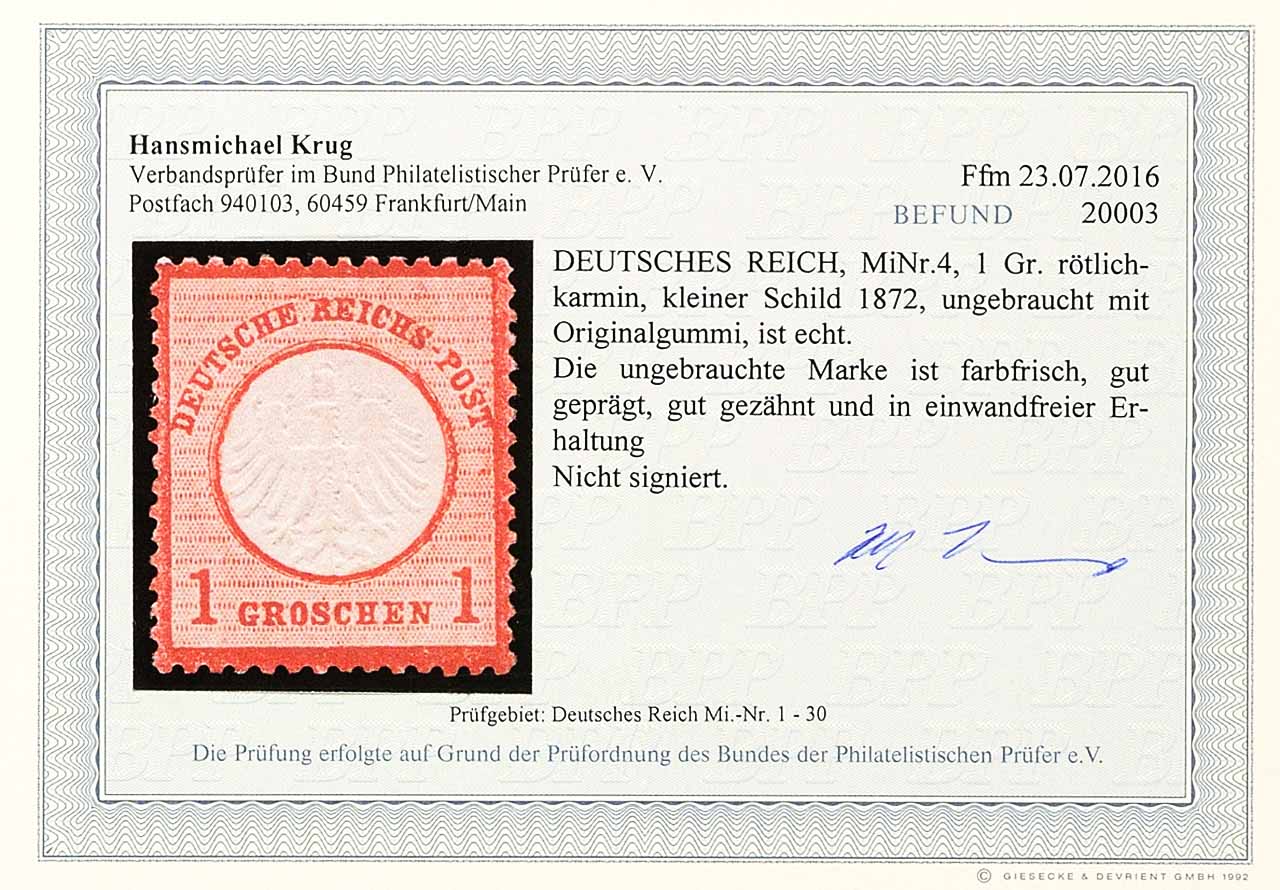 Hansmichael Krug
Verbandsprüfer im Bund Philatelistischer Prüfer e. V.
Postfach 940103, 60459 Frankfurt/Main
Ffm 23.07.2016
BEFUND 20003
DEUTSCHE REICHS-POST
1 GROSCHEN 1
DEUTSCHES REICH, MiNr.4, 1 Gr. rötlich-
karmin, kleiner Schild 1872, ungebraucht mit
Originalgummi, ist echt.
Die ungebrauchte Marke ist farbfrisch, gut
geprägt, gut gezähnt und in einwandfreier Er-
haltung
Nicht signiert.
Prüfgebiet: Deutsches Reich Mi.-Nr. 1 - 30
Die Prüfung erfolgte auf Grund der Prüfordnung des Bundes der Philatelistischen Prüfer e.V.
© GIESECKE & DEVRIENT GMBH 1992